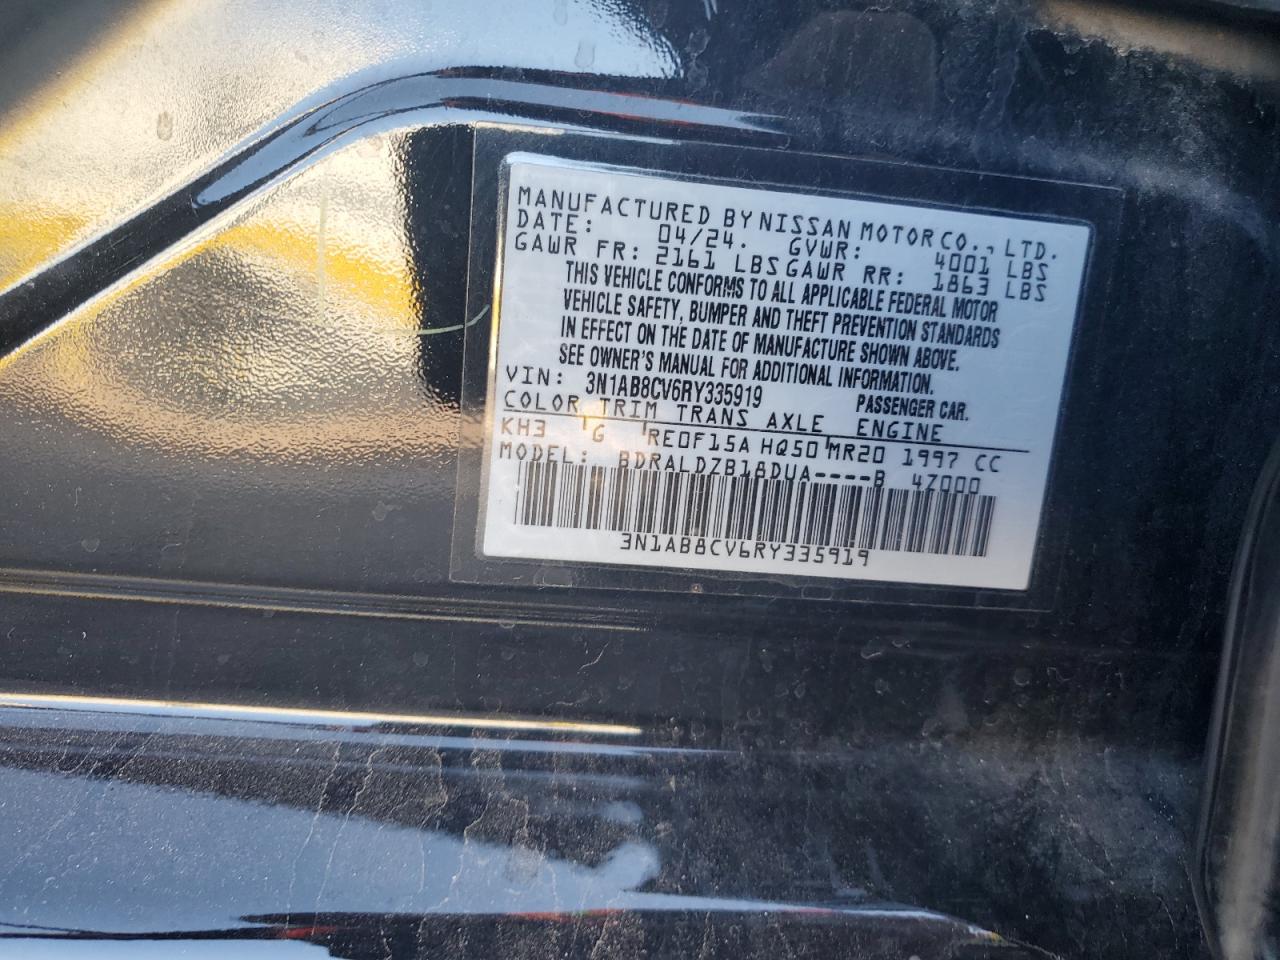 MANUFACTURED BY NISSAN MOTOR CO., LTD.
DATE: 04/24. GVWR: 4001 LBS
GAWR FR: 2161 LBS GAWR RR: 1863 LBS
THIS VEHICLE CONFORMS TO ALL APPLICABLE FEDERAL MOTOR
VEHICLE SAFETY, BUMPER AND THEFT PREVENTION STANDARDS
IN EFFECT ON THE DATE OF MANUFACTURE SHOWN ABOVE.
SEE OWNER'S MANUAL FOR ADDITIONAL INFORMATION.
VIN: 3N1AB8CV6RY335919 PASSENGER CAR.
COLOR TRIM TRANS AXLE ENGINE
KH3 G RE0F15A HQ50 MR20 1997 CC
MODEL: BDRALDZB18DUA----B 4Z000
3N1AB8CV6RY335919